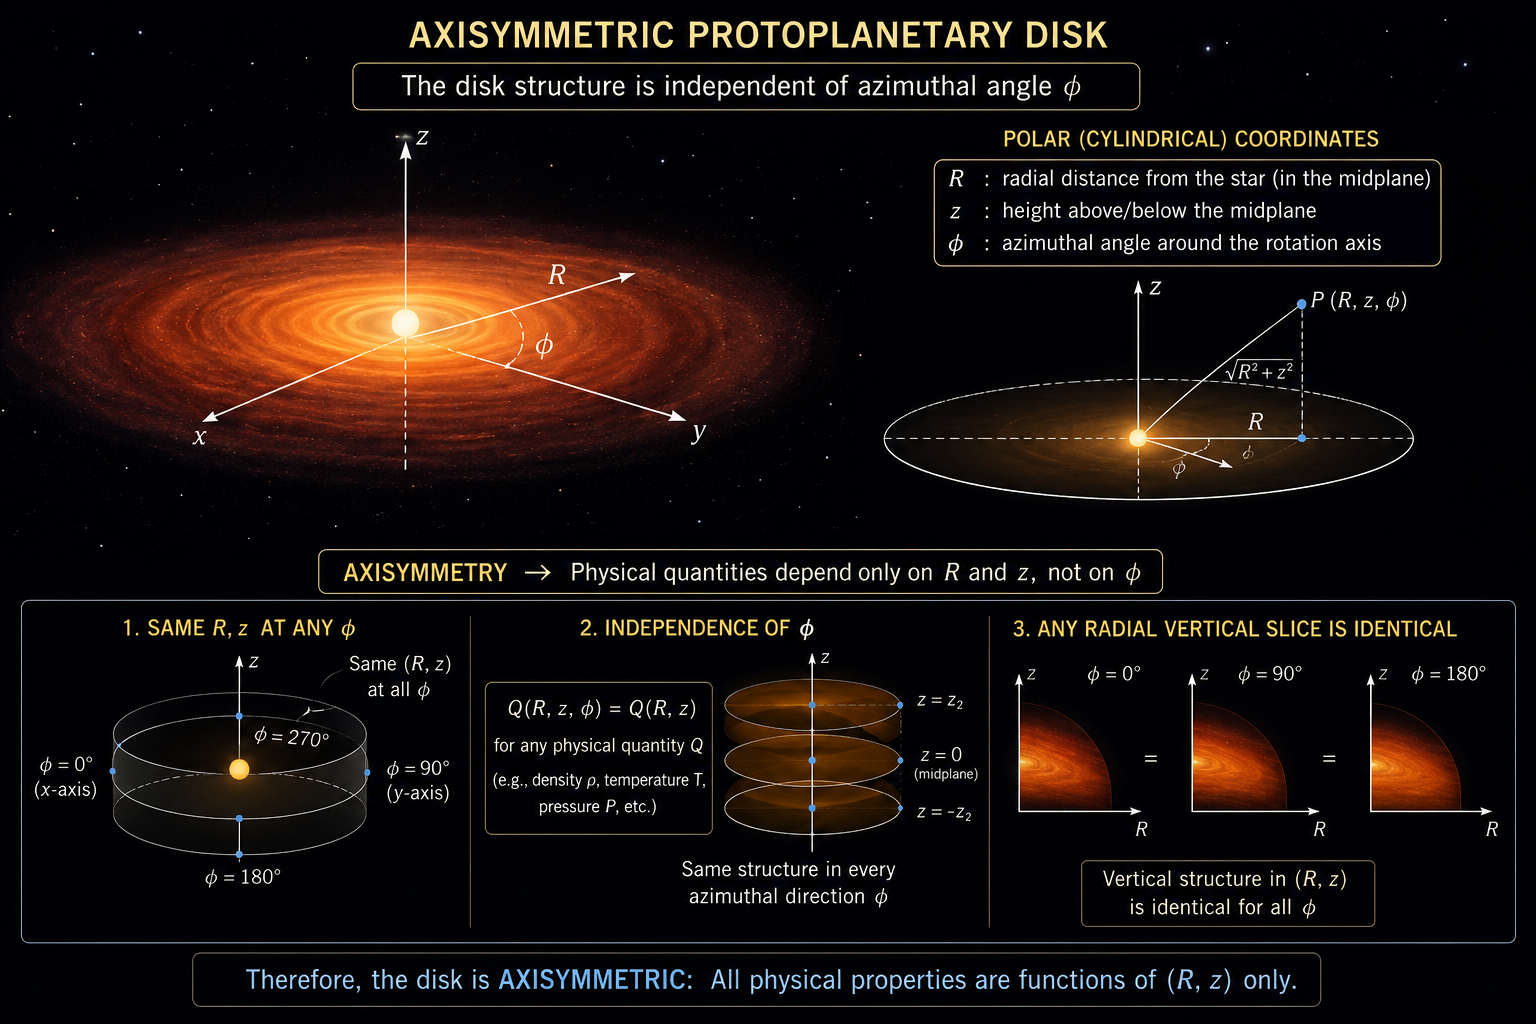 AXISYMMETRIC PROTOPLANETARY DISK
The disk structure is independent of azimuthal angle ϕ
z
R
ϕ
x
y
POLAR (CYLINDRICAL) COORDINATES
R : radial distance from the star (in the midplane)
z : height above/below the midplane
ϕ : azimuthal angle around the rotation axis
z
P (R, z, ϕ)
√R² + z²
R
ϕ
ϕ
AXISYMMETRY → Physical quantities depend only on R and z, not on ϕ
1. SAME R, z AT ANY ϕ
z
Same (R, z)
at all ϕ
ϕ = 270°
ϕ = 0°
(x-axis)
ϕ = 90°
(y-axis)
ϕ = 180°
2. INDEPENDENCE OF ϕ
Q(R, z, ϕ) = Q(R, z)
for any physical quantity Q
(e.g., density ρ, temperature T,
pressure P, etc.)
z
z = z₂
z = 0
(midplane)
z = -z₂
Same structure in every
azimuthal direction ϕ
3. ANY RADIAL VERTICAL SLICE IS IDENTICAL
z ϕ = 0°
R
=
z ϕ = 90°
R
=
z ϕ = 180°
R
Vertical structure in (R, z)
is identical for all ϕ
Therefore, the disk is AXISYMMETRIC: All physical properties are functions of (R, z) only.